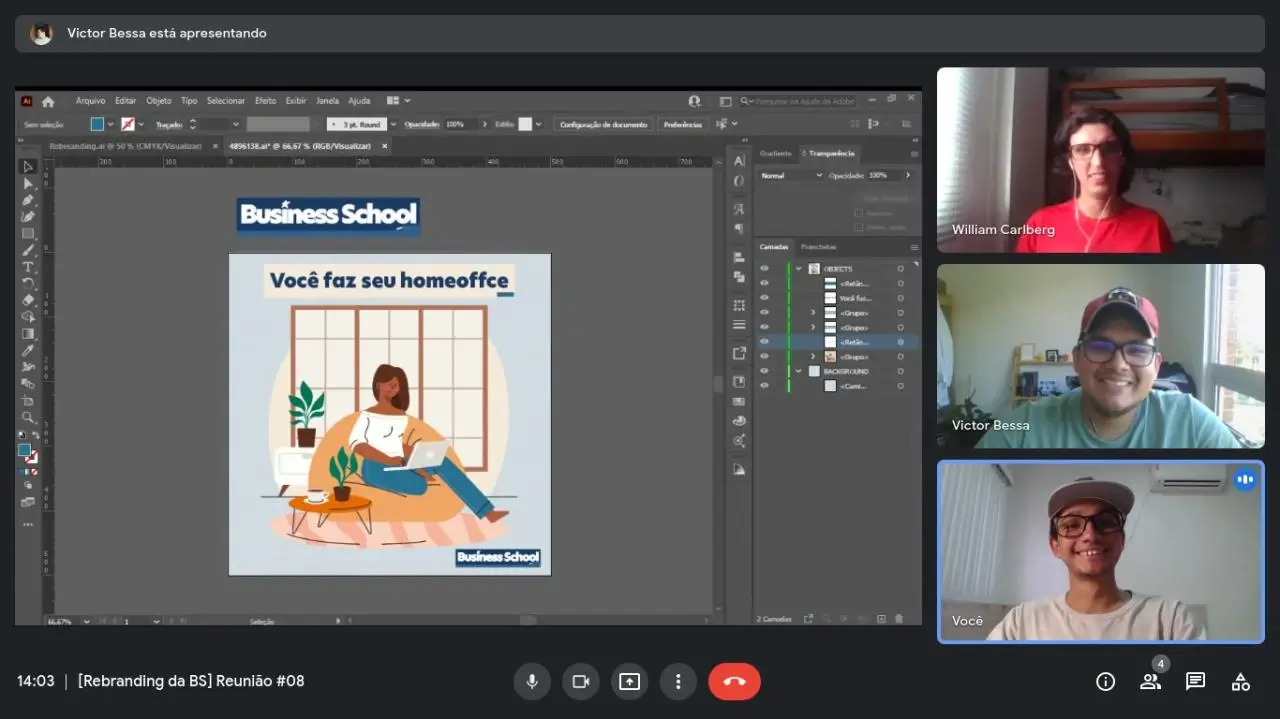 Victor Bessa está apresentando
Ai Arquivo Editar Objeto Tipo Selecionar Efeito Exibir Janela Ajuda Pesquisar na Ajuda da Adobe
Sem seleção Traçado: 3 pt. Round Opacidade: 100% Estilo: Configuração de documento Preferências
Rebreanding.ai @ 50 % (CMYK/Visualizar) × 4896138.ai* @ 66,67 % (RGB/Visualizar) ×
200 100 0 100 200 300 400 500 600 700
Gradiente Transparência
Normal Opacidade: 100%
Business School
Você faz seu homeoffce
Business School
Camadas Pranchetas
OBJECTS
<Retân...
Você faz...
<Grupo>
<Grupo>
<Retân...
<Grupo>
BACKGROUND
<Cami...
2 Camadas
66,67% 1 Seleção
William Carlberg
Victor Bessa
Você
14:03 | [Rebranding da BS] Reunião #08
4